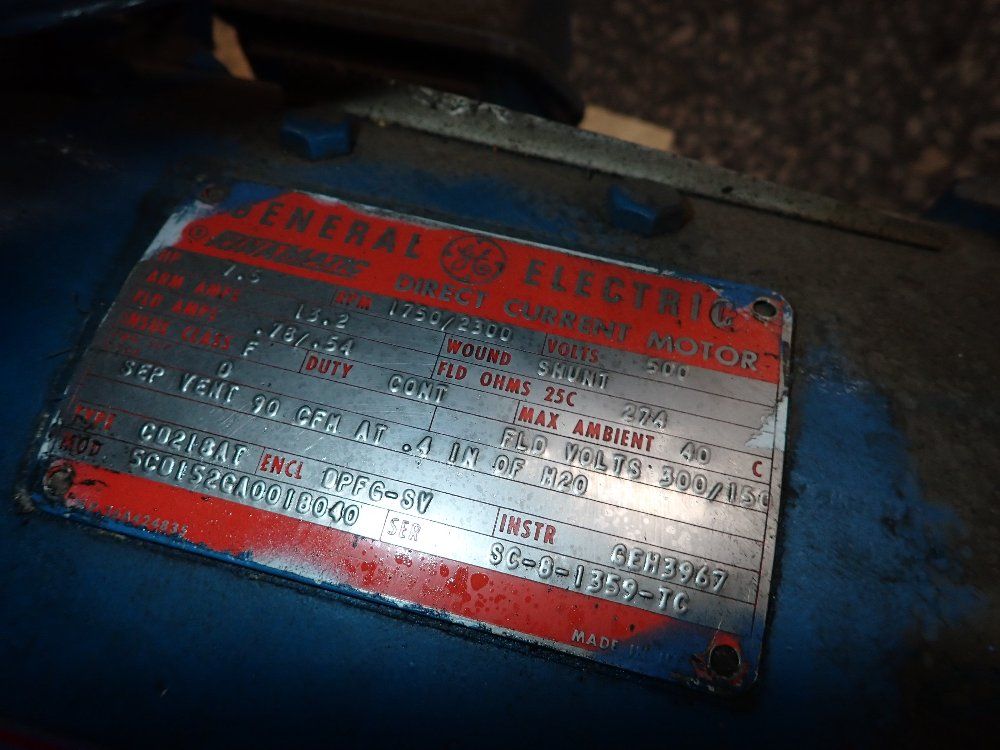 GENERAL GE ELECTRIC
® KINAMATIC DIRECT CURRENT MOTOR
HP 7.5 RPM 1750/2300 VOLTS 500
ARM AMPS 13.2 WOUND SHUNT
FLD AMPS .78/.54 FLD OHMS 25C 274
INSUL CLASS F DUTY CONT MAX AMBIENT 40 C
D FLD VOLTS 300/150
SEP VENT 90 CFM AT .4 IN OF H2O
TYPE CD218AT ENCL DPFG-SV INSTR GEH3967
MOD. 5CD152GA001B040 SER SC-8-1359-TC
MADE